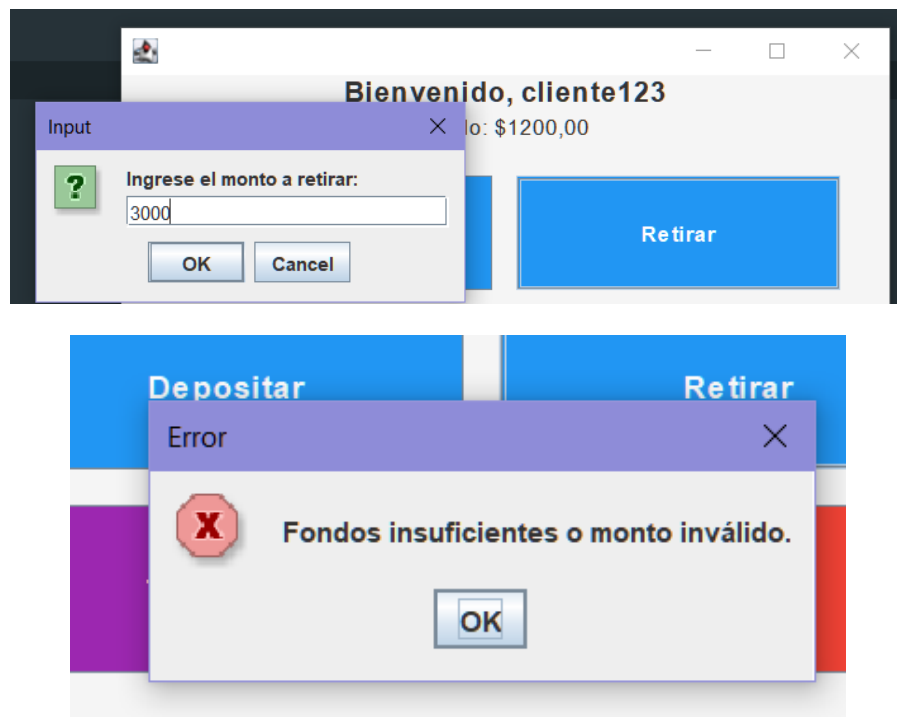 Bienvenido, cliente123
Input
lo: $1200,00
Ingrese el monto a retirar:
3000
OK Cancel
Retirar
Depositar Retirar
Error
Fondos insuficientes o monto inválido.
OK